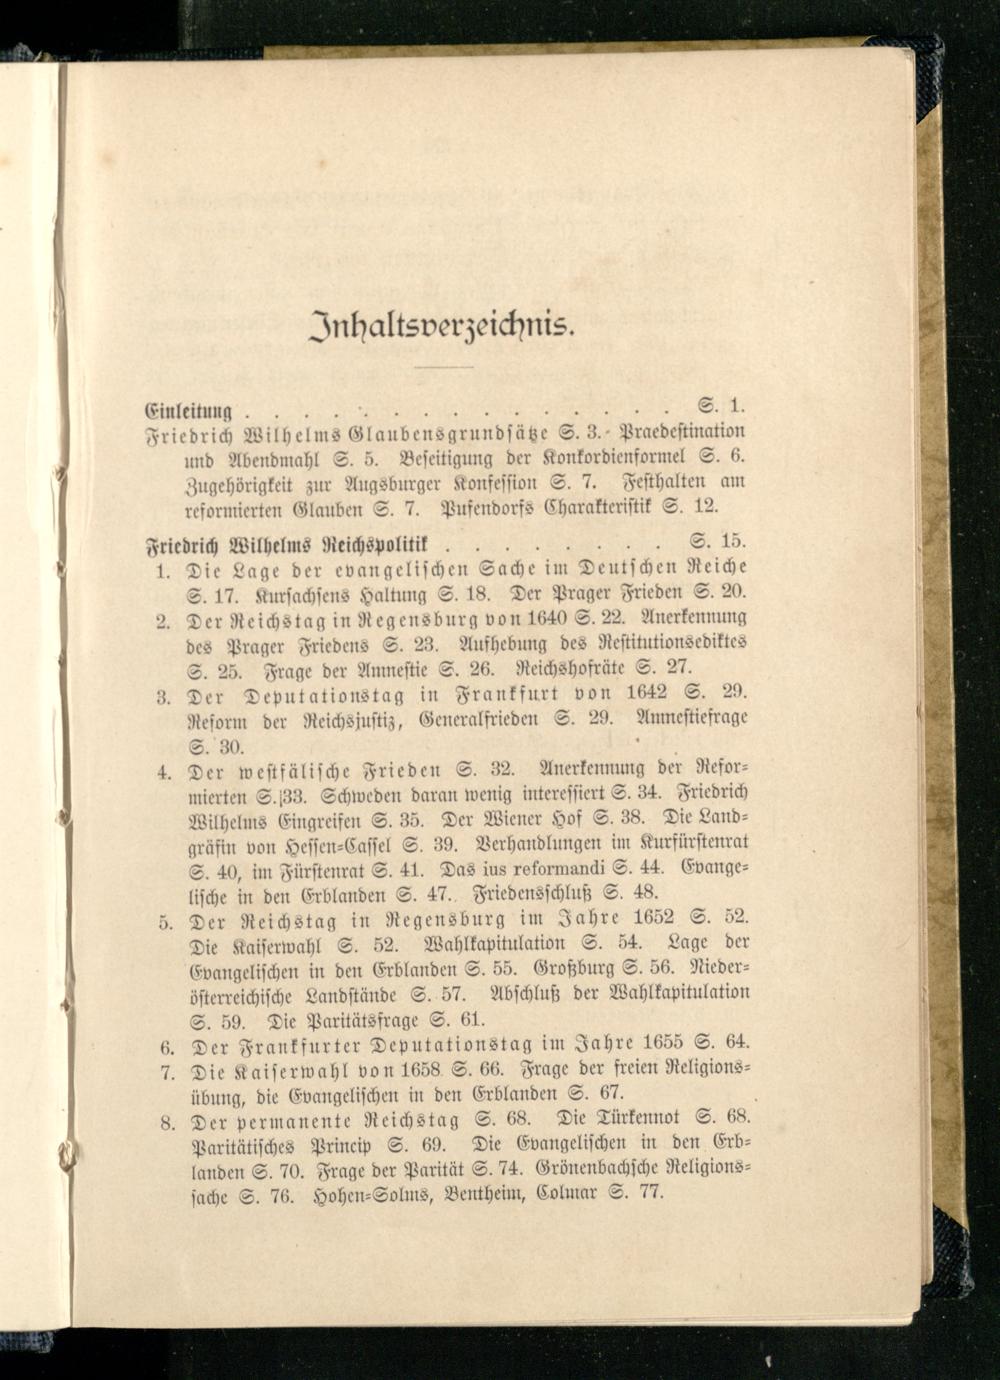 Inhaltsverzeichnis.
Einleitung . . . . . . . . . . . . . . . S. 1.
Friedrich Wilhelms Glaubensgrundsätze S. 3. Praedestination
und Abendmahl S. 5. Beseitigung der Konkordienformel S. 6.
Zugehörigkeit zur Augsburger Konfession S. 7. Festhalten am
reformierten Glauben S. 7. Pufendorfs Charakteristik S. 12.
Friedrich Wilhelms Reichspolitik . . . . . . . . S. 15.
1. Die Lage der evangelischen Sache im Deutschen Reiche
S. 17. Kursachsens Haltung S. 18. Der Prager Frieden S. 20.
2. Der Reichstag in Regensburg von 1640 S. 22. Anerkennung
des Prager Friedens S. 23. Aufhebung des Restitutionsediktes
S. 25. Frage der Amnestie S. 26. Reichshofräte S. 27.
3. Der Deputationstag in Frankfurt von 1642 S. 29.
Reform der Reichsjustiz, Generalfrieden S. 29. Amnestiefrage
S. 30.
4. Der westfälische Frieden S. 32. Anerkennung der Refor-
mierten S. 33. Schweden daran wenig interessiert S. 34. Friedrich
Wilhelms Eingreifen S. 35. Der Wiener Hof S. 38. Die Land-
gräfin von Hessen-Cassel S. 39. Verhandlungen im Kurfürstenrat
S. 40, im Fürstenrat S. 41. Das ius reformandi S. 44. Evange-
lische in den Erblanden S. 47. Friedensschluß S. 48.
5. Der Reichstag in Regensburg im Jahre 1652 S. 52.
Die Kaiserwahl S. 52. Wahlkapitulation S. 54. Lage der
Evangelischen in den Erblanden S. 55. Großburg S. 56. Nieder-
österreichische Landstände S. 57. Abschluß der Wahlkapitulation
S. 59. Die Paritätsfrage S. 61.
6. Der Frankfurter Deputationstag im Jahre 1655 S. 64.
7. Die Kaiserwahl von 1658 S. 66. Frage der freien Religions-
übung, die Evangelischen in den Erblanden S. 67.
8. Der permanente Reichstag S. 68. Die Türkennot S. 68.
Paritätisches Princip S. 69. Die Evangelischen in den Erb-
landen S. 70. Frage der Parität S. 74. Grönenbachsche Religions-
sache S. 76. Hohen-Solms, Bentheim, Colmar S. 77.